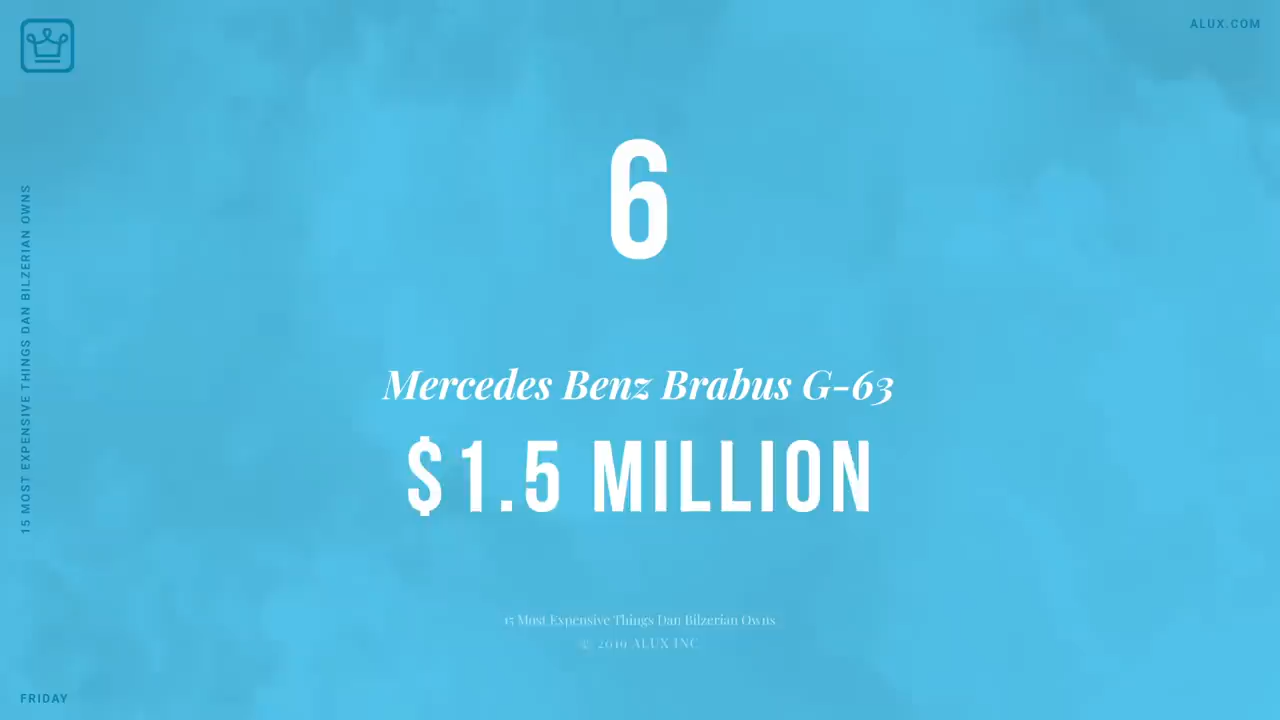 ALUX.COM
15 MOST EXPENSIVE THINGS DAN BILZERIAN OWNS
6
Mercedes Benz Brabus G-63
$1.5 MILLION
15 Most Expensive Things Dan Bilzerian Owns
© 2019 ALUX INC
FRIDAY